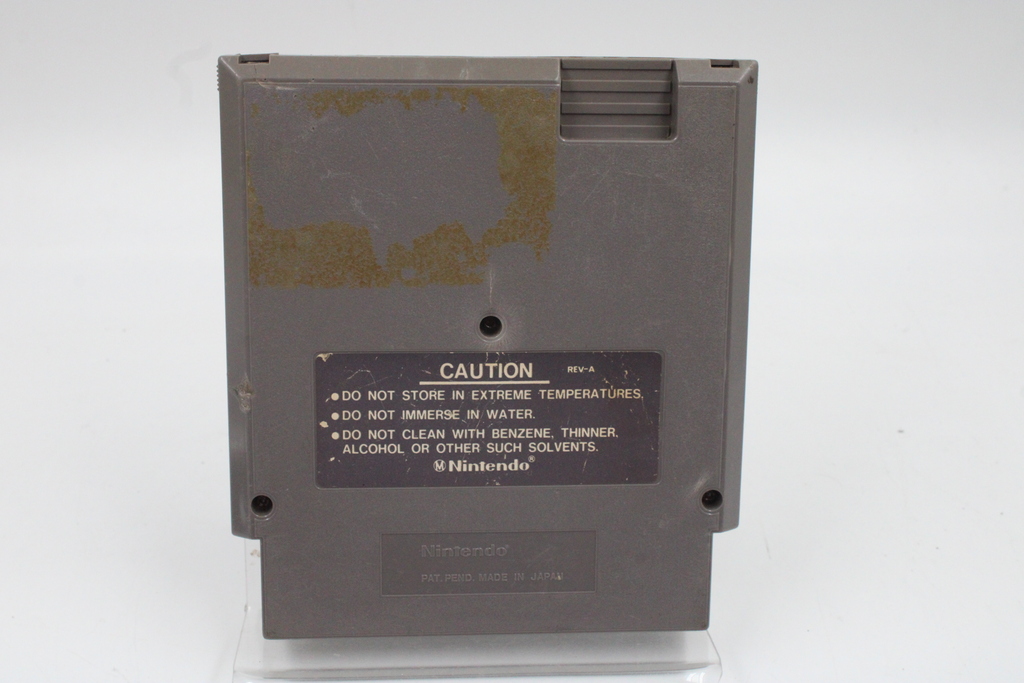 CAUTION REV-A
● DO NOT STORE IN EXTREME TEMPERATURES.
● DO NOT IMMERSE IN WATER.
● DO NOT CLEAN WITH BENZENE, THINNER,
ALCOHOL OR OTHER SUCH SOLVENTS.
Ⓜ Nintendo®
Nintendo®
PAT. PEND. MADE IN JAPAN